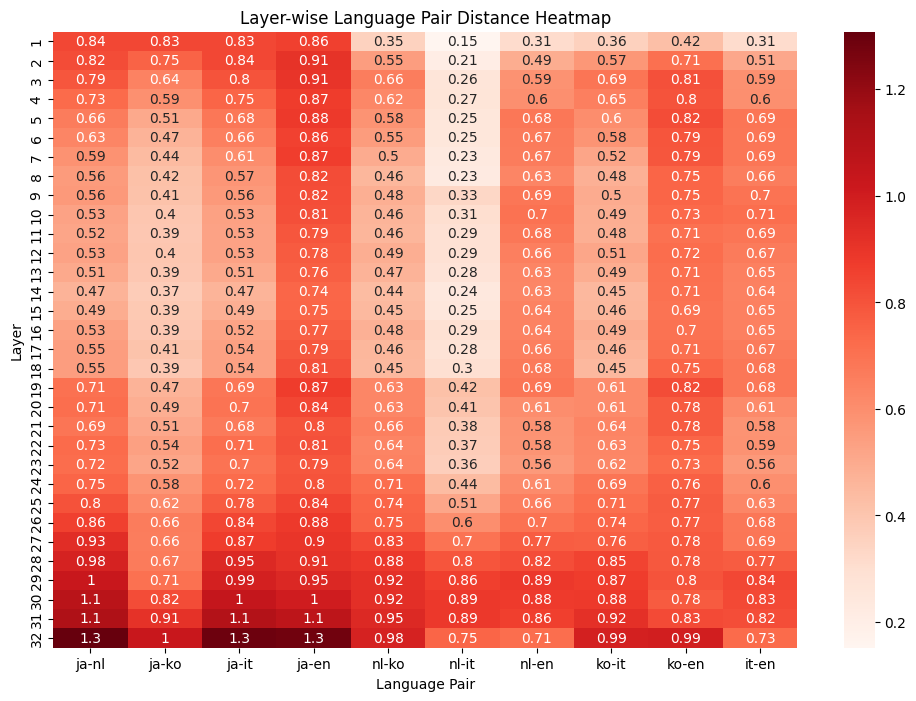 Layer-wise Language Pair Distance Heatmap
1 0.84 0.83 0.83 0.86 0.35 0.15 0.31 0.36 0.42 0.31
2 0.82 0.75 0.84 0.91 0.55 0.21 0.49 0.57 0.71 0.51
3 0.79 0.64 0.8 0.91 0.66 0.26 0.59 0.69 0.81 0.59
4 0.73 0.59 0.75 0.87 0.62 0.27 0.6 0.65 0.8 0.6
5 0.66 0.51 0.68 0.88 0.58 0.25 0.68 0.6 0.82 0.69
6 0.63 0.47 0.66 0.86 0.55 0.25 0.67 0.58 0.79 0.69
7 0.59 0.44 0.61 0.87 0.5 0.23 0.67 0.52 0.79 0.69
8 0.56 0.42 0.57 0.82 0.46 0.23 0.63 0.48 0.75 0.66
9 0.56 0.41 0.56 0.82 0.48 0.33 0.69 0.5 0.75 0.7
10 0.53 0.4 0.53 0.81 0.46 0.31 0.7 0.49 0.73 0.71
11 0.52 0.39 0.53 0.79 0.46 0.29 0.68 0.48 0.71 0.69
12 0.53 0.4 0.53 0.78 0.49 0.29 0.66 0.51 0.72 0.67
13 0.51 0.39 0.51 0.76 0.47 0.28 0.63 0.49 0.71 0.65
14 0.47 0.37 0.47 0.74 0.44 0.24 0.63 0.45 0.71 0.64
15 0.49 0.39 0.49 0.75 0.45 0.25 0.64 0.46 0.69 0.65
16 0.53 0.39 0.52 0.77 0.48 0.29 0.64 0.49 0.7 0.65
17 0.55 0.41 0.54 0.79 0.46 0.28 0.66 0.46 0.71 0.67
18 0.55 0.39 0.54 0.81 0.45 0.3 0.68 0.45 0.75 0.68
19 0.71 0.47 0.69 0.87 0.63 0.42 0.69 0.61 0.82 0.68
20 0.71 0.49 0.7 0.84 0.63 0.41 0.61 0.61 0.78 0.61
21 0.69 0.51 0.68 0.8 0.66 0.38 0.58 0.64 0.78 0.58
22 0.73 0.54 0.71 0.81 0.64 0.37 0.58 0.63 0.75 0.59
23 0.72 0.52 0.7 0.79 0.64 0.36 0.56 0.62 0.73 0.56
24 0.75 0.58 0.72 0.8 0.71 0.44 0.61 0.69 0.76 0.6
25 0.8 0.62 0.78 0.84 0.74 0.51 0.66 0.71 0.77 0.63
26 0.86 0.66 0.84 0.88 0.75 0.6 0.7 0.74 0.77 0.68
27 0.93 0.66 0.87 0.9 0.83 0.7 0.77 0.76 0.78 0.69
28 0.98 0.67 0.95 0.91 0.88 0.8 0.82 0.85 0.78 0.77
29 1 0.71 0.99 0.95 0.92 0.86 0.89 0.87 0.8 0.84
30 1.1 0.82 1 1 0.92 0.89 0.88 0.88 0.78 0.83
31 1.1 0.91 1.1 1.1 0.95 0.89 0.86 0.92 0.83 0.82
32 1.3 1 1.3 1.3 0.98 0.75 0.71 0.99 0.99 0.73
ja-nl ja-ko ja-it ja-en nl-ko nl-it nl-en ko-it ko-en it-en
Language Pair
Layer
1.2
1.0
0.8
0.6
0.4
0.2